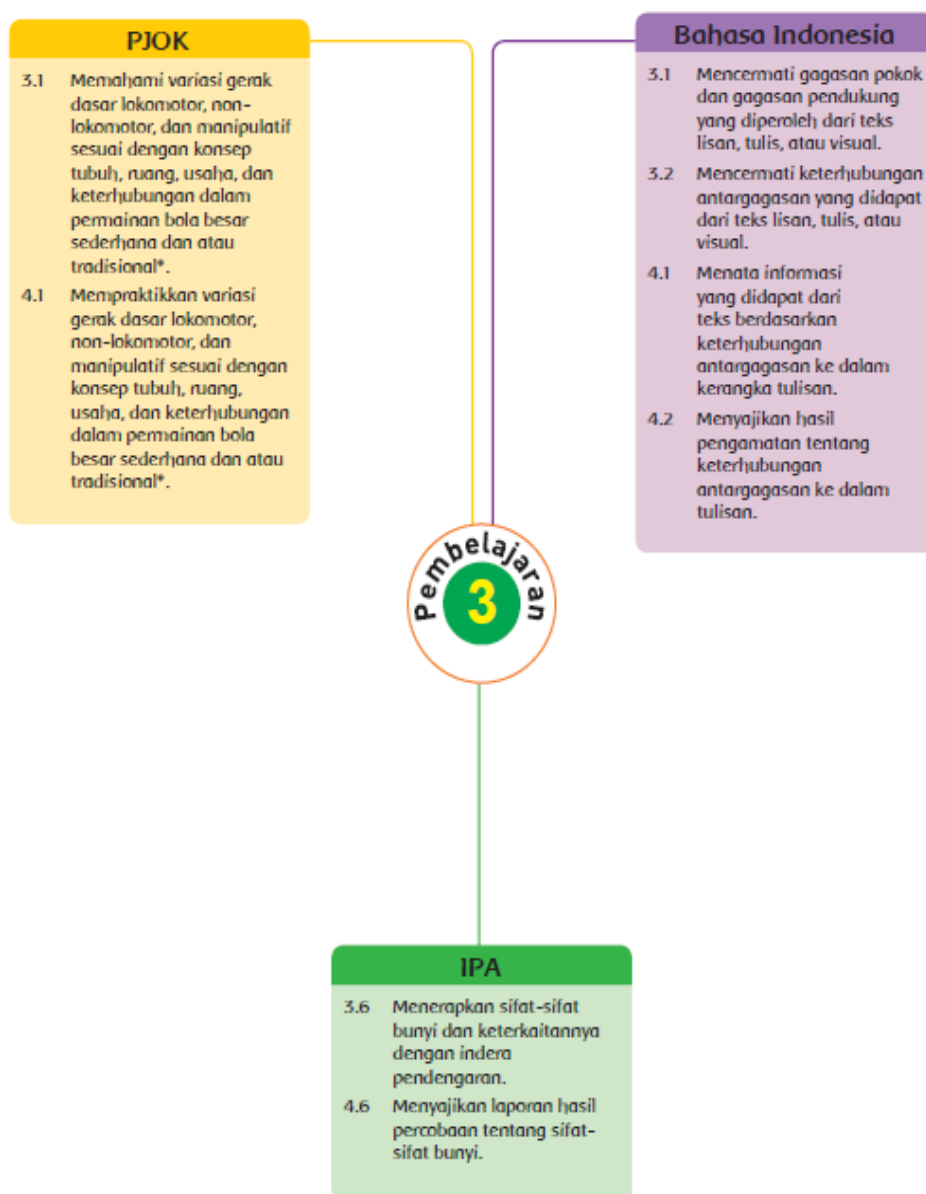 PJOK
3.1 Memahami variasi gerak
dasar lokomotor, non-
lokomotor, dan manipulatif
sesuai dengan konsep
tubuh, ruang, usaha, dan
keterhubungan dalam
permainan bola besar
sederhana dan atau
tradisional*.
4.1 Mempraktikkan variasi
gerak dasar lokomotor,
non-lokomotor, dan
manipulatif sesuai dengan
konsep tubuh, ruang,
usaha, dan keterhubungan
dalam permainan bola
besar sederhana dan atau
tradisional*.
Bahasa Indonesia
3.1 Mencermati gagasan pokok
dan gagasan pendukung
yang diperoleh dari teks
lisan, tulis, atau visual.
3.2 Mencermati keterhubungan
antargagasan yang didapat
dari teks lisan, tulis, atau
visual.
4.1 Menata informasi
yang didapat dari
teks berdasarkan
keterhubungan
antargagasan ke dalam
kerangka tulisan.
4.2 Menyajikan hasil
pengamatan tentang
keterhubungan
antargagasan ke dalam
tulisan.
Pembelajaran
3
IPA
3.6 Menerapkan sifat-sifat
bunyi dan keterkaitannya
dengan indera
pendengaran.
4.6 Menyajikan laporan hasil
percobaan tentang sifat-
sifat bunyi.